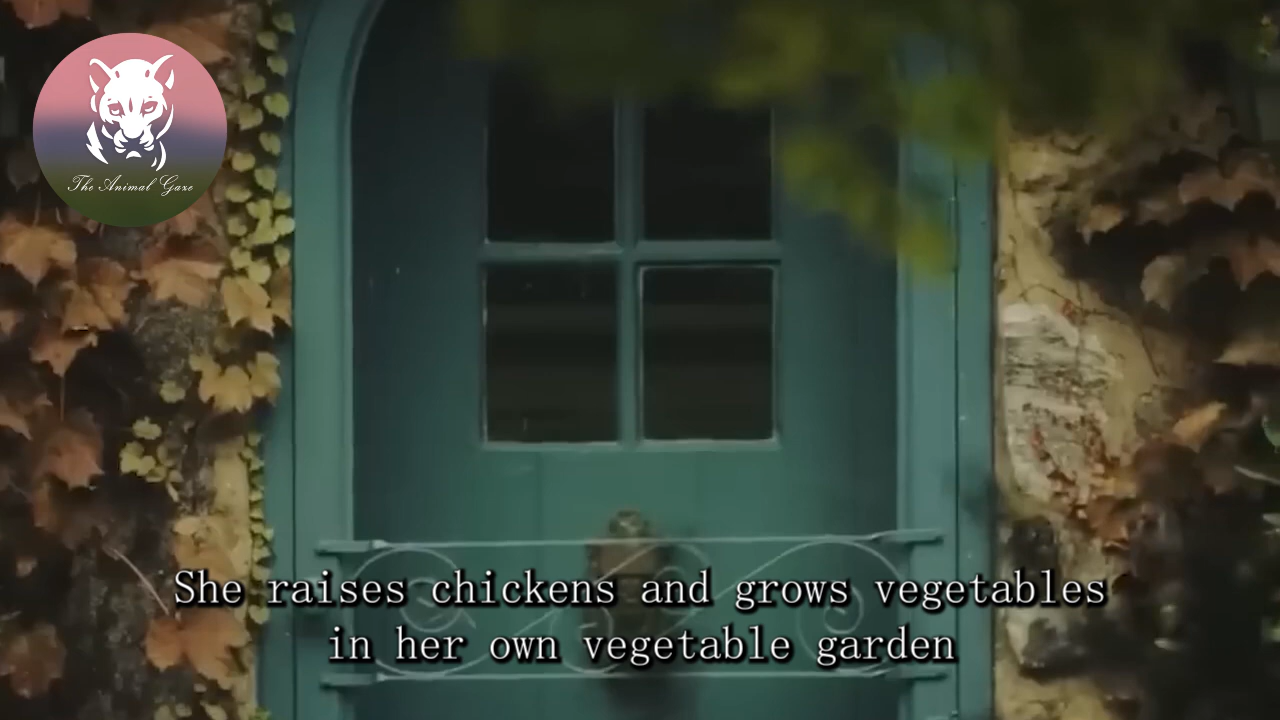 The Animal Gaze
She raises chickens and grows vegetables
in her own vegetable garden